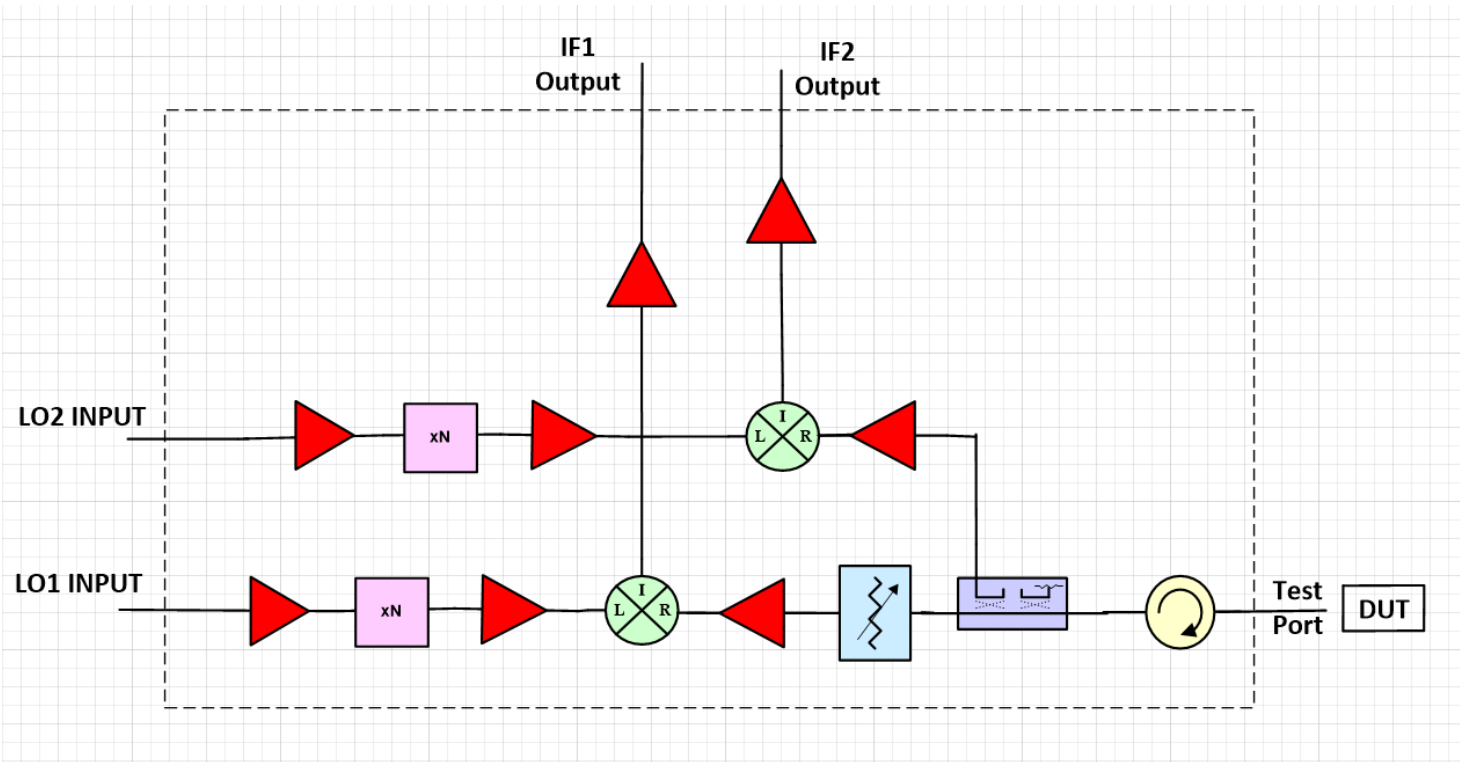 IF1
Output
IF2
Output
LO2 INPUT
xN
L
I
R
LO1 INPUT
xN
L
I
R
Test
Port
DUT